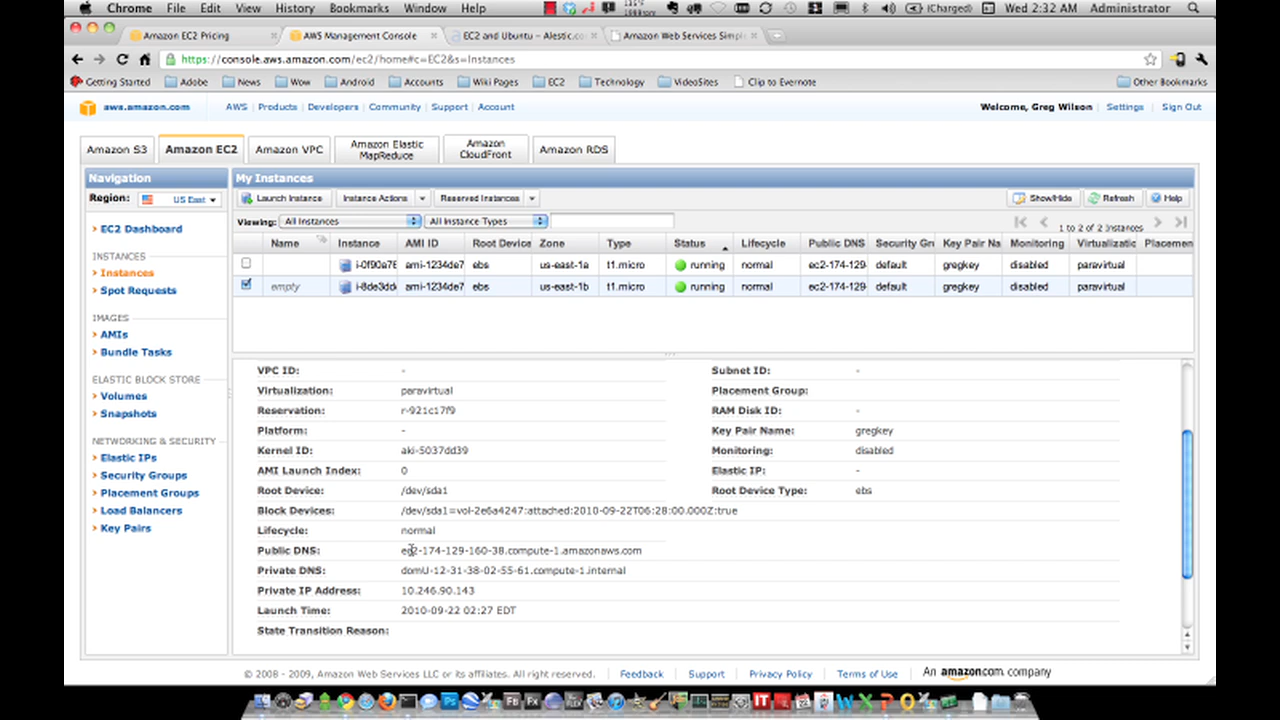 Chrome File Edit View History Bookmarks Window Help (Charged) Wed 2:32 AM Administrator
Amazon EC2 Pricing AWS Management Console EC2 and Ubuntu – Alestic.co Amazon Web Services Simpl
https://console.aws.amazon.com/ec2/home#c=EC2&s=Instances
Getting Started Adobe News Wow Android Accounts Wiki Pages EC2 Technology VideoSites Clip to Evernote Other Bookmarks
aws.amazon.com AWS | Products | Developers | Community | Support | Account Welcome, Greg Wilson | Settings | Sign Out
Amazon S3 Amazon EC2 Amazon VPC Amazon Elastic MapReduce Amazon CloudFront Amazon RDS
Navigation
Region: US East
EC2 Dashboard
INSTANCES
Instances
Spot Requests
IMAGES
AMIs
Bundle Tasks
ELASTIC BLOCK STORE
Volumes
Snapshots
NETWORKING & SECURITY
Elastic IPs
Security Groups
Placement Groups
Load Balancers
Key Pairs
My Instances
Launch Instance Instance Actions Reserved Instances Show/Hide Refresh Help
Viewing: All Instances All Instance Types 1 to 2 of 2 Instances
Name Instance AMI ID Root Device Zone Type Status Lifecycle Public DNS Security Gr Key Pair Na Monitoring Virtualizatic Placemen
i-0f90a76 ami-1234de7 ebs us-east-1a t1.micro running normal ec2-174-129- default gregkey disabled paravirtual
empty i-8de3dd ami-1234de7 ebs us-east-1b t1.micro running normal ec2-174-129- default gregkey disabled paravirtual
VPC ID: - Subnet ID: -
Virtualization: paravirtual Placement Group:
Reservation: r-921c17f9 RAM Disk ID: -
Platform: - Key Pair Name: gregkey
Kernel ID: aki-5037dd39 Monitoring: disabled
AMI Launch Index: 0 Elastic IP: -
Root Device: /dev/sda1 Root Device Type: ebs
Block Devices: /dev/sda1=vol-2e6a4247:attached:2010-09-22T06:28:00.000Z:true
Lifecycle: normal
Public DNS: ec2-174-129-160-38.compute-1.amazonaws.com
Private DNS: domU-12-31-38-02-55-61.compute-1.internal
Private IP Address: 10.246.90.143
Launch Time: 2010-09-22 02:27 EDT
State Transition Reason:
© 2008 - 2009, Amazon Web Services LLC or its affiliates. All right reserved. Feedback Support Privacy Policy Terms of Use An amazon.com company